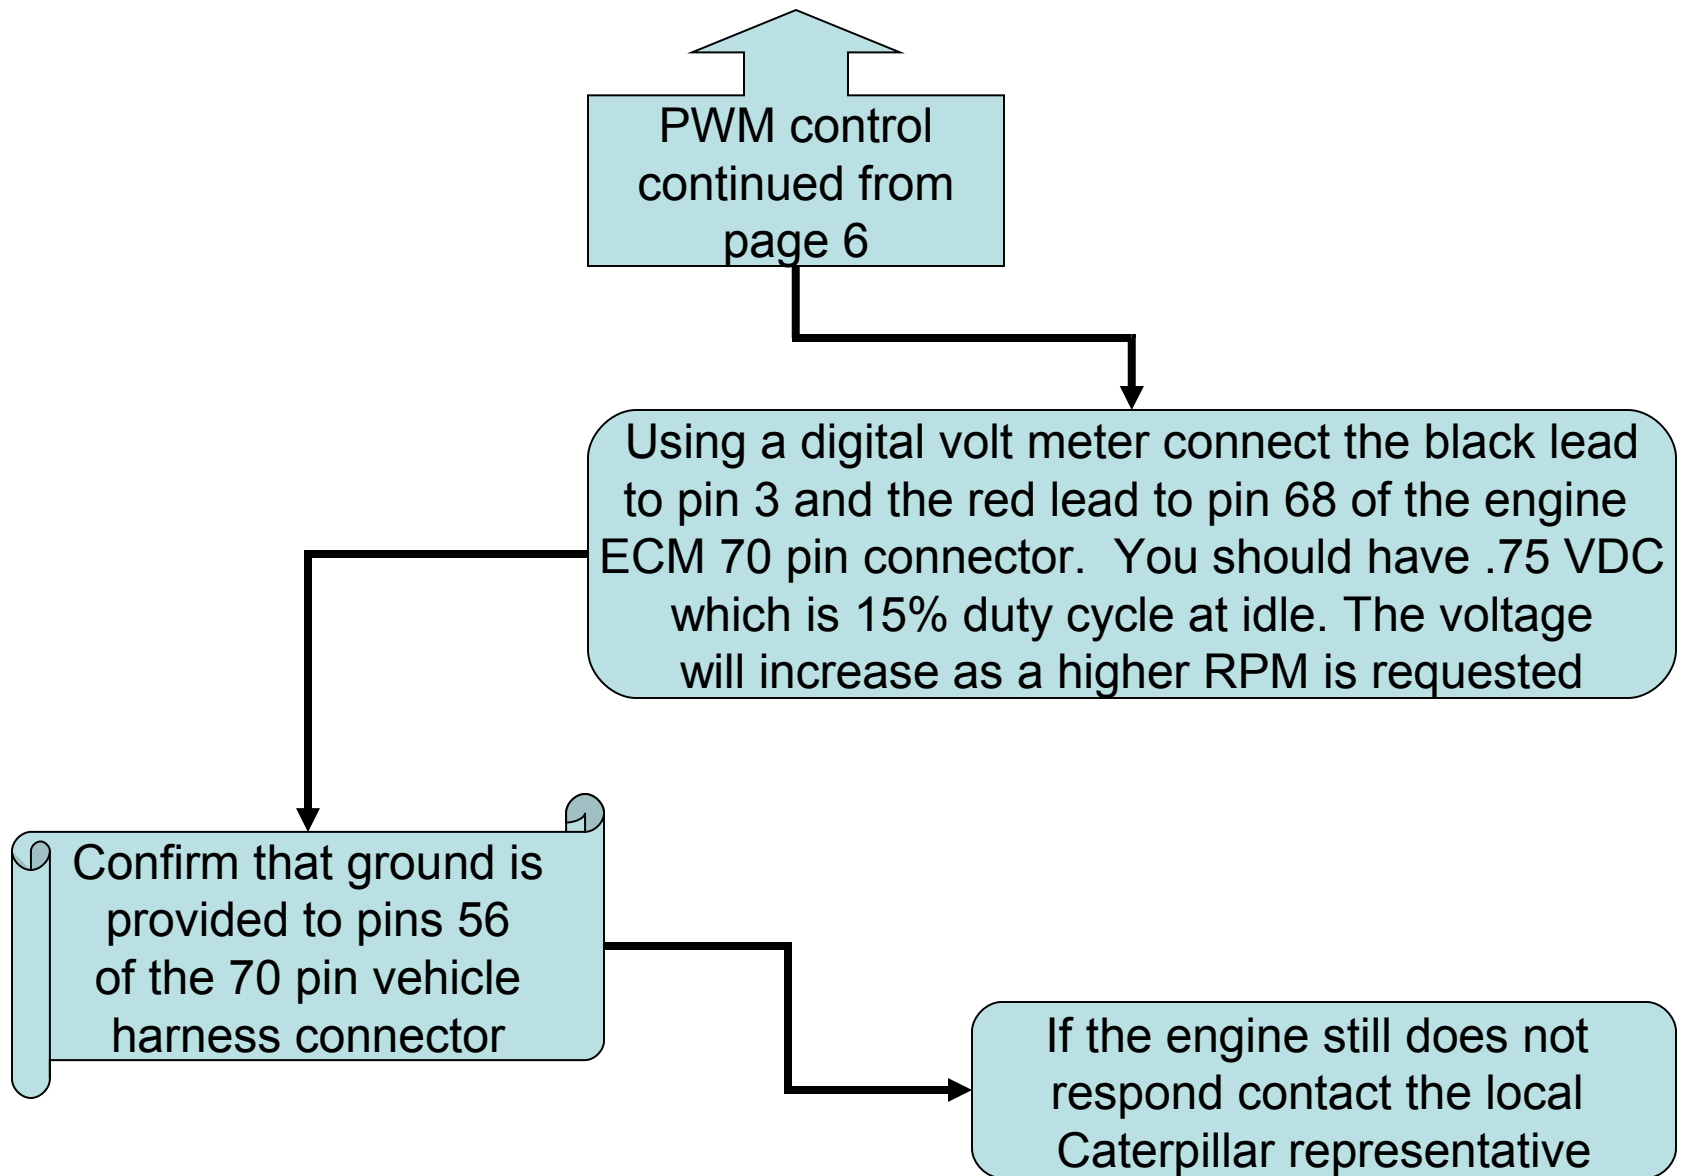 PWM control
continued from
page 6
Using a digital volt meter connect the black lead
to pin 3 and the red lead to pin 68 of the engine
ECM 70 pin connector.  You should have .75 VDC
which is 15% duty cycle at idle. The voltage
will increase as a higher RPM is requested
Confirm that ground is
provided to pins 56
of the 70 pin vehicle
harness connector
If the engine still does not
respond contact the local
Caterpillar representative